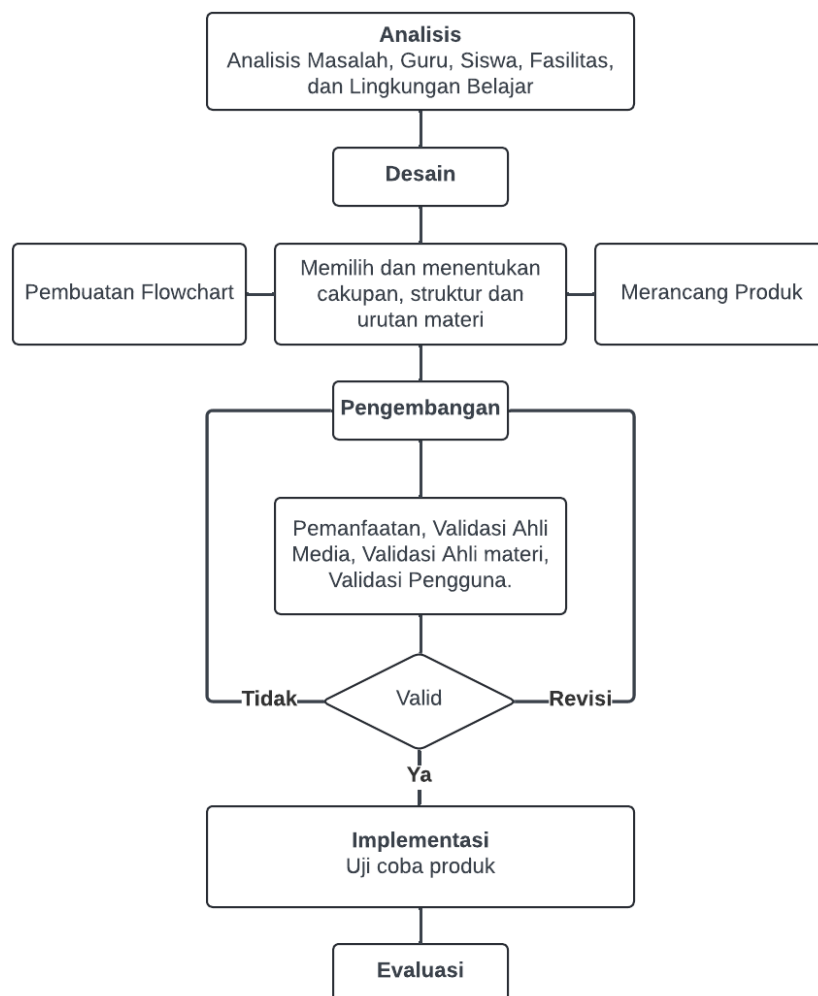 Analisis
Analisis Masalah, Guru, Siswa, Fasilitas,
dan Lingkungan Belajar
Desain
Pembuatan Flowchart
Memilih dan menentukan
cakupan, struktur dan
urutan materi
Merancang Produk
Pengembangan
Pemanfaatan, Validasi Ahli
Media, Validasi Ahli materi,
Validasi Pengguna.
Tidak
Valid
Revisi
Ya
Implementasi
Uji coba produk
Evaluasi